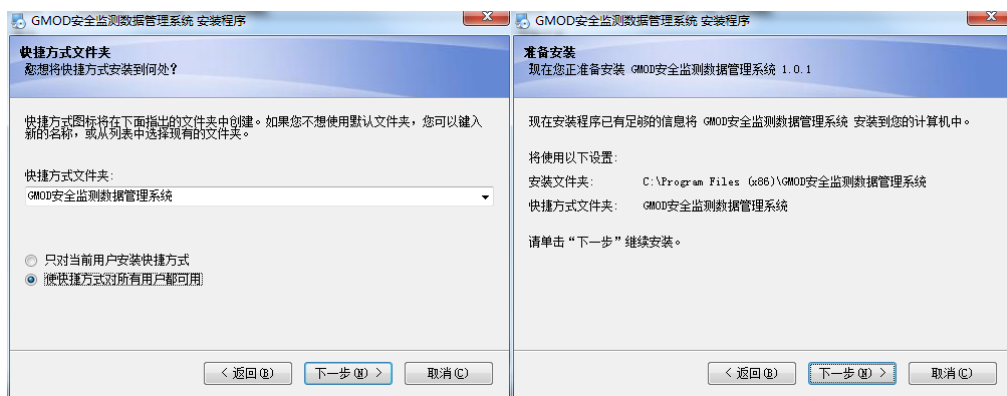 GMOD安全监测数据管理系统 安装程序
快捷方式文件夹
您想将快捷方式安装到何处?
快捷方式图标将在下面指出的文件夹中创建。如果您不想使用默认文件夹，您可以键入
新的名称，或从列表中选择现有的文件夹。
快捷方式文件夹:
GMOD安全监测数据管理系统
只对当前用户安装快捷方式
使快捷方式对所有用户都可用
< 返回(B)
下一步(N) >
取消(C)
GMOD安全监测数据管理系统 安装程序
准备安装
现在您正准备安装 GMOD安全监测数据管理系统 1.0.1
现在安装程序已有足够的信息将 GMOD安全监测数据管理系统 安装到您的计算机中。
将使用以下设置:
安装文件夹: C:\Program Files (x86)\GMOD安全监测数据管理系统
快捷方式文件夹: GMOD安全监测数据管理系统
请单击“下一步”继续安装。
< 返回(B)
下一步(N) >
取消(C)